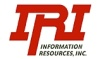 IRI
INFORMATION
RESOURCES, INC.